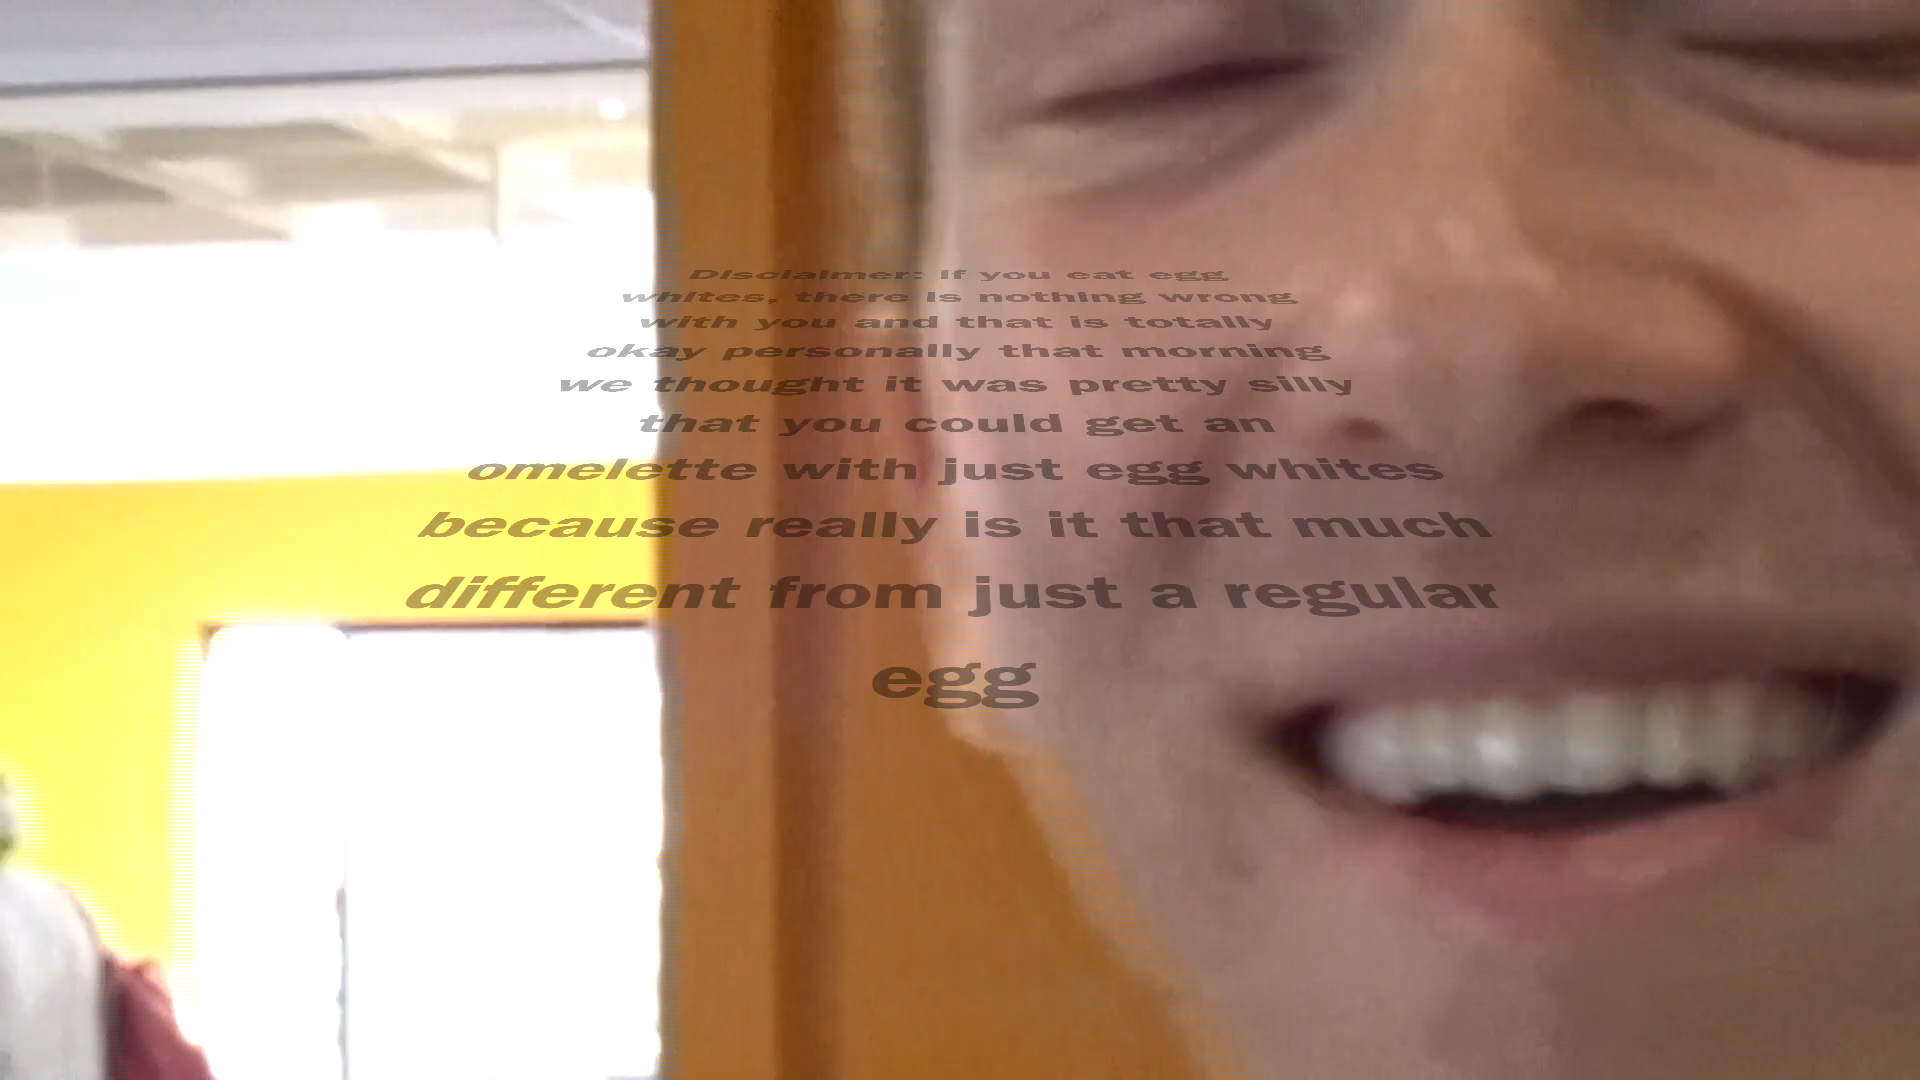 Disclaimer: if you eat egg
whites, there is nothing wrong
with you and that is totally
okay personally that morning
we thought it was pretty silly
that you could get an
omelette with just egg whites
because really is it that much
different from just a regular
egg